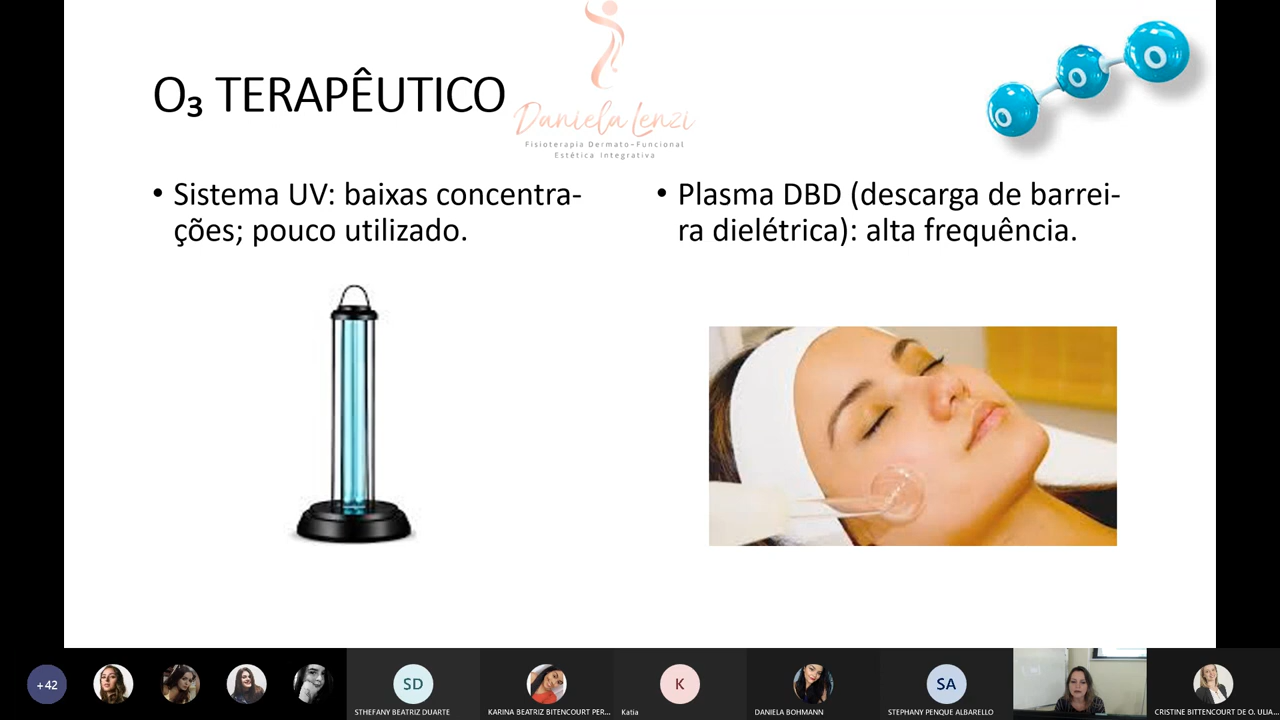 O₃ TERAPÊUTICO
Daniela Lenzi
Fisioterapia Dermato-Funcional
Estética Integrativa
O
O
O
• Sistema UV: baixas concentra-
ções; pouco utilizado.
• Plasma DBD (descarga de barrei-
ra dielétrica): alta frequência.
+42
SD
STHEFANY BEATRIZ DUARTE
KARINA BEATRIZ BITENCOURT PER...
K
Katia
DANIELA BOHMANN
SA
STEPHANY PENQUE ALBARELLO
CRISTINE BITTENCOURT DE O. ULIA...